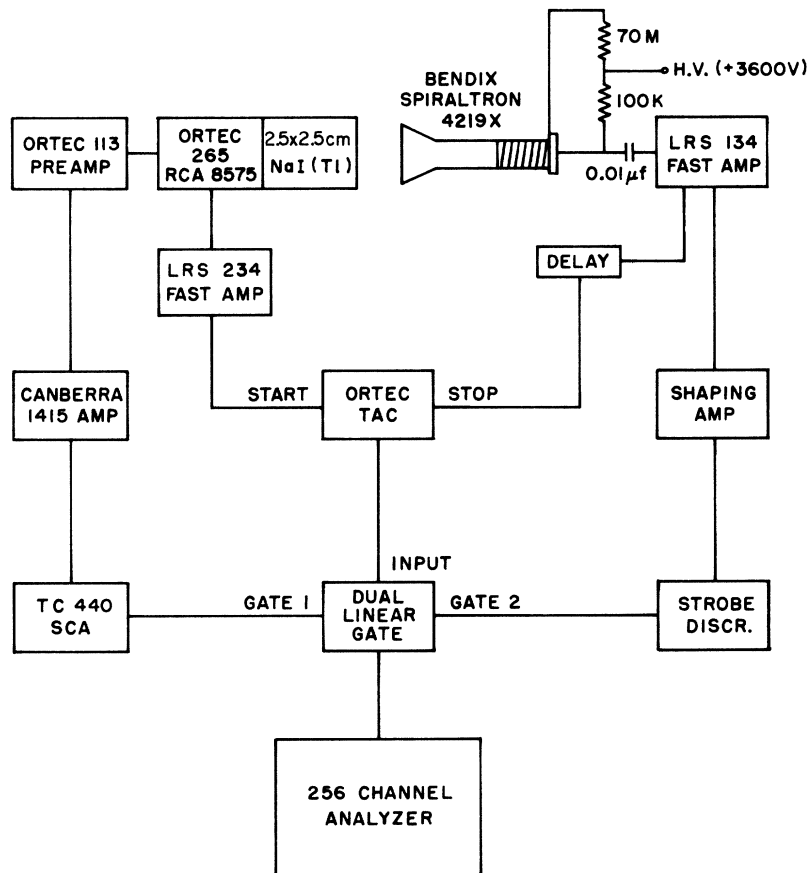 70M
H.V. (+3600V)
100K
BENDIX
SPIRALTRON
4219X
0.01µf
LRS 134
FAST AMP
ORTEC 113
PREAMP
ORTEC
265
RCA 8575
2.5x2.5cm
NaI (Tl)
LRS 234
FAST AMP
DELAY
CANBERRA
1415 AMP
START
ORTEC
TAC
STOP
SHAPING
AMP
INPUT
TC 440
SCA
GATE 1
DUAL
LINEAR
GATE
GATE 2
STROBE
DISCR.
256 CHANNEL
ANALYZER